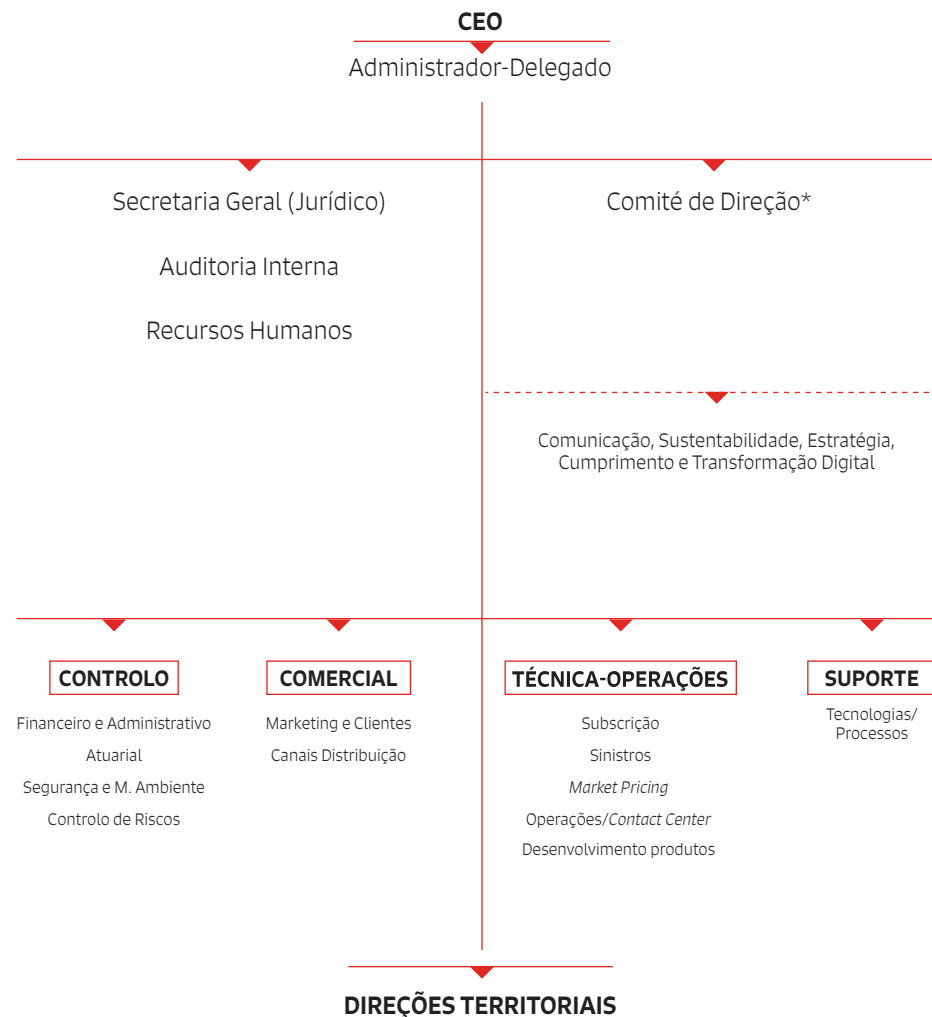 CEO
Administrador-Delegado
Secretaria Geral (Jurídico)
Auditoria Interna
Recursos Humanos
Comité de Direção*
Comunicação, Sustentabilidade, Estratégia,
Cumprimento e Transformação Digital
CONTROLO
Financeiro e Administrativo
Atuarial
Segurança e M. Ambiente
Controlo de Riscos
COMERCIAL
Marketing e Clientes
Canais Distribuição
TÉCNICA-OPERAÇÕES
Subscrição
Sinistros
Market Pricing
Operações/Contact Center
Desenvolvimento produtos
SUPORTE
Tecnologias/
Processos
DIREÇÕES TERRITORIAIS